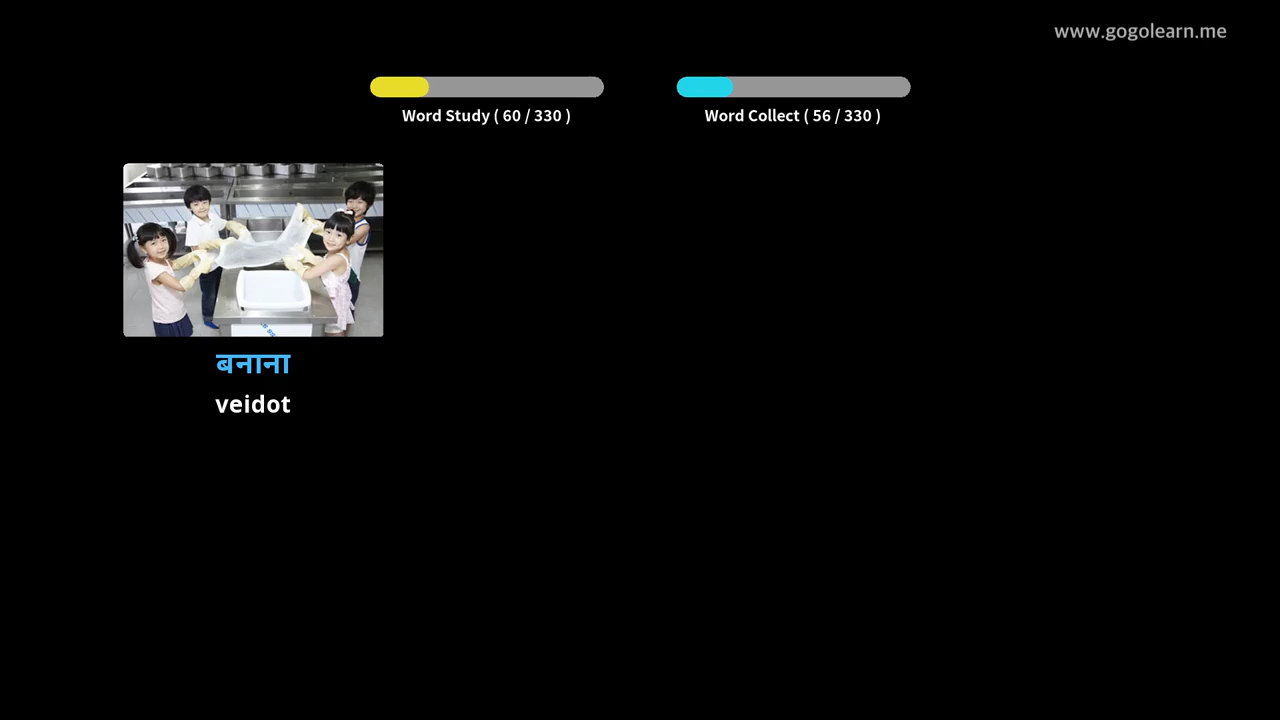 www.gogolearn.me
Word Study ( 60 / 330 )
Word Collect ( 56 / 330 )
बनाना
veidot